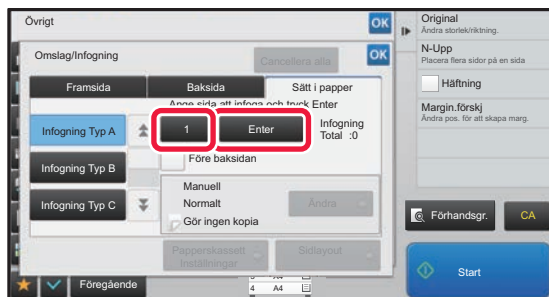 Övrigt
OK
Omslag/Infogning
Cancellera alla
OK
Framsida
Baksida
Sätt i papper
Ange sida att infoga och tryck Enter
Infogning Typ A
1
Enter
Infogning
Total :0
Före baksidan
Infogning Typ B
Infogning Typ C
Manuell
Normalt
Gör ingen kopia
Ändra
Papperskassett
Inställningar
Sidlayout
Föregående
A4
4 A4
Original
Ändra storlek/riktning.
N-Upp
Placera flera sidor på en sida
Häftning
Margin.förskj
Ändra pos. för att skapa marg.
Förhandsgr.
CA
Start